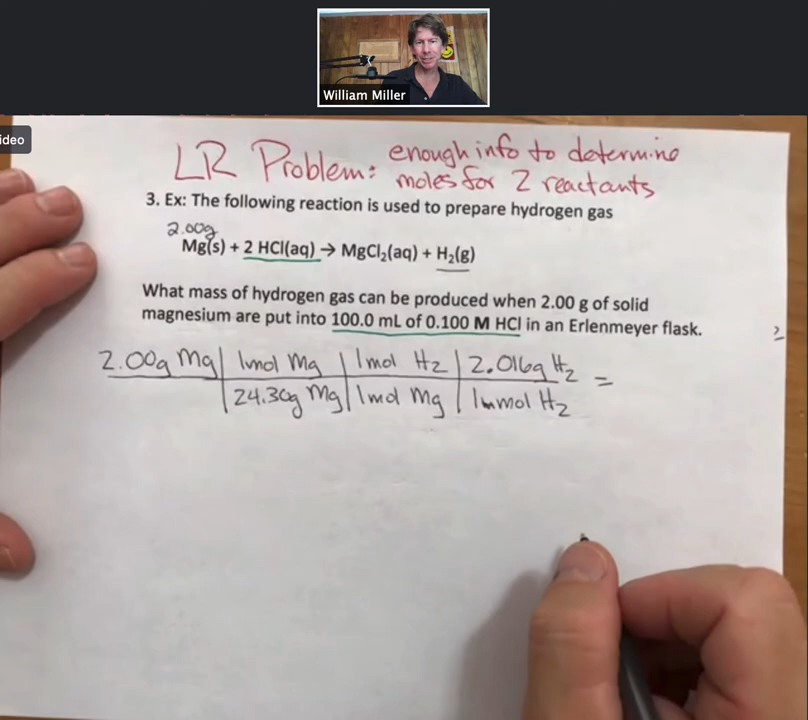 William Miller
ideo
LR Problem: enough info to determine
moles for 2 reactants
3. Ex: The following reaction is used to prepare hydrogen gas
2.00g
Mg(s) + 2 HCl(aq) → MgCl₂(aq) + H₂(g)
What mass of hydrogen gas can be produced when 2.00 g of solid
magnesium are put into 100.0 mL of 0.100 M HCl in an Erlenmeyer flask.
2.00g Mg | 1mol Mg | 1mol H₂ | 2.016g H₂ =
24.30g Mg | 1mol Mg | 1mmol H₂